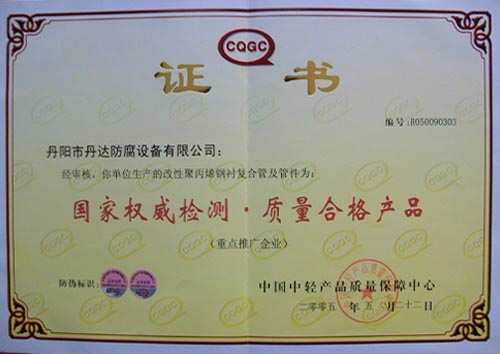 CQGC
证 书
编号:R050090303
丹阳市丹达防腐设备有限公司:
经审核,你单位生产的改性聚丙烯钢衬复合管及管件为:
国家权威检测·质量合格产品
(重点推广企业)
防伪标识:
中国中轻产品质量保障中心
二零零五年五月二十二日